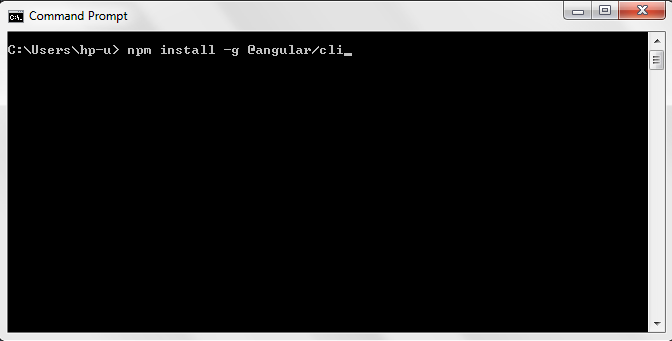 Command Prompt
C:\Users\hp-u> npm install -g @angular/cli_